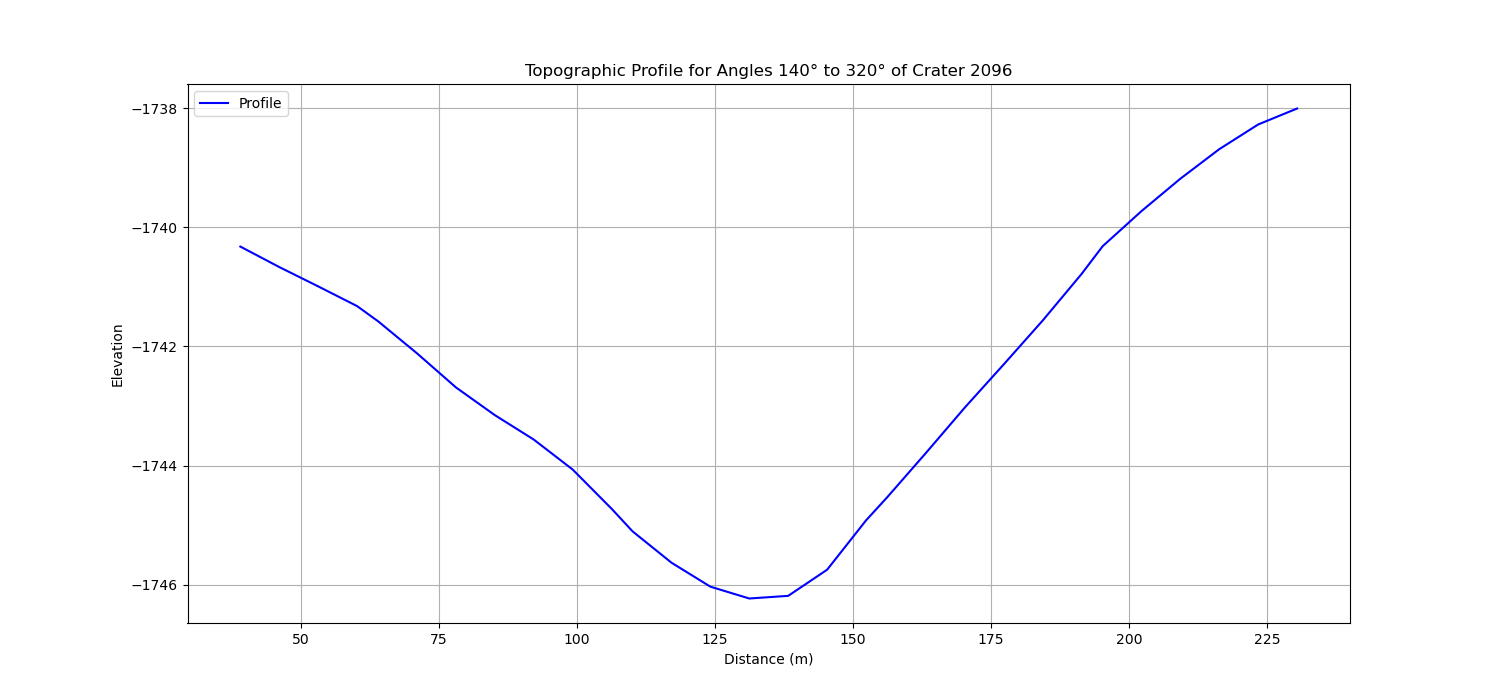 Topographic Profile for Angles 140° to 320° of Crater 2096
Profile
−1738
−1740
−1742
−1744
−1746
Elevation
50 75 100 125 150 175 200 225
Distance (m)